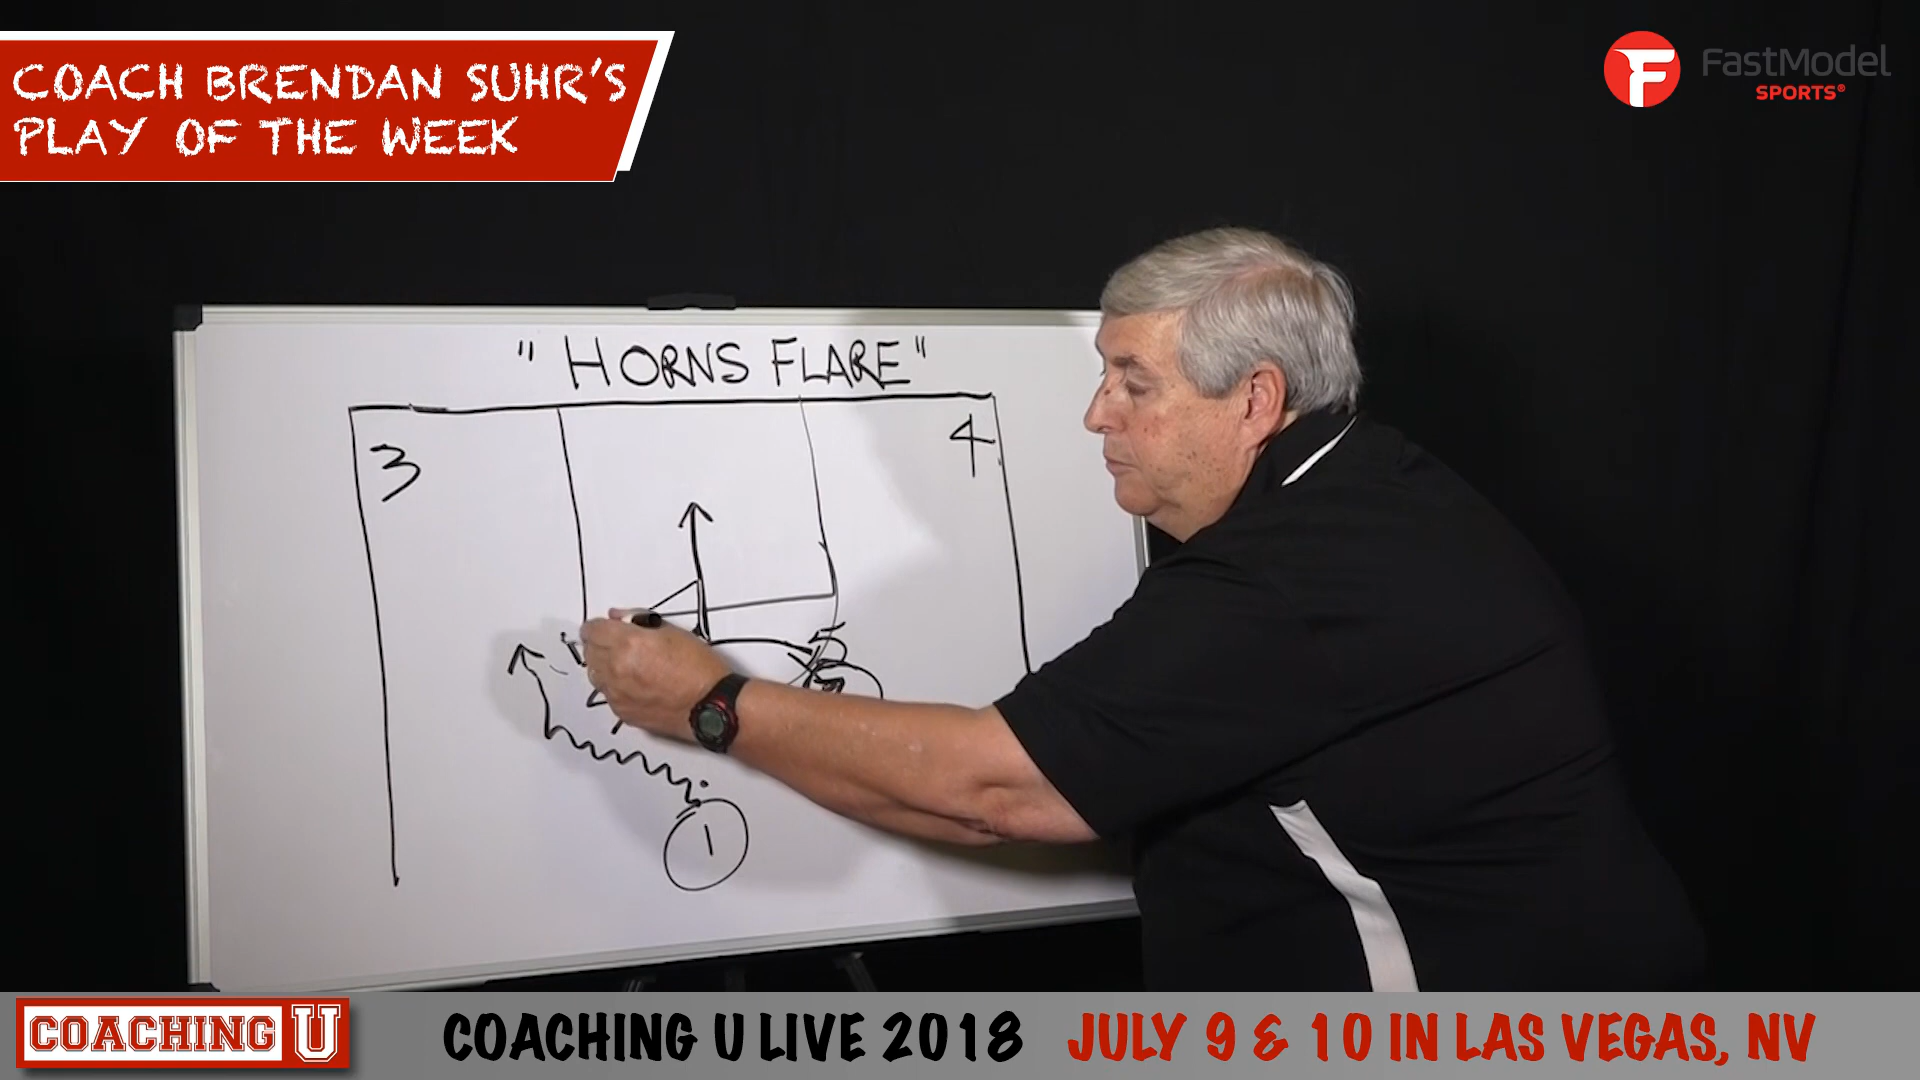 COACH BRENDAN SUHR'S
PLAY OF THE WEEK
F FastModel
SPORTS®
"HORNS FLARE"
3
4
5
1
COACHING U
COACHING U LIVE 2018 JULY 9 & 10 IN LAS VEGAS, NV